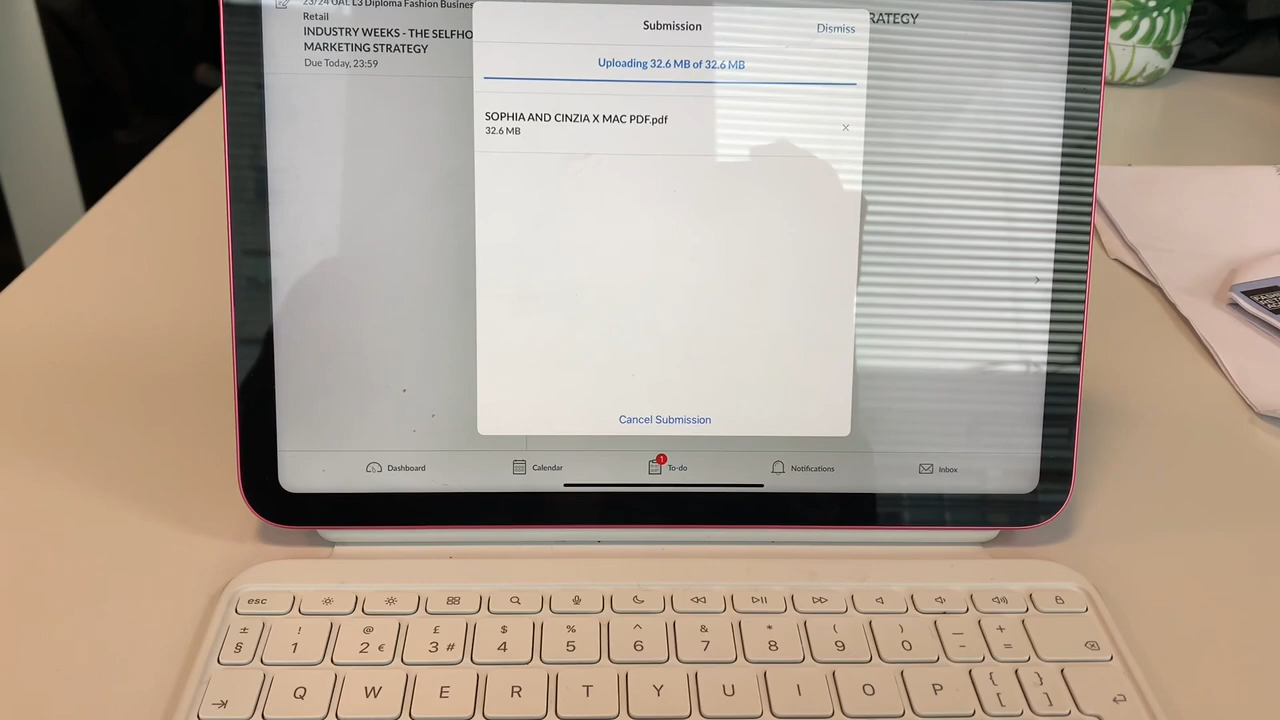 23/24 UAL L3 Diploma Fashion Busines
Retail
INDUSTRY WEEKS - THE SELFHO
MARKETING STRATEGY
Due Today, 23:59
RATEGY
Submission
Dismiss
Uploading 32.6 MB of 32.6 MB
SOPHIA AND CINZIA X MAC PDF.pdf
32.6 MB
×
Cancel Submission
Dashboard
Calendar
1
To-do
Notifications
Inbox
esc
± ! @ £ $ % ^ & * ( ) _ +
§ 1 2 € 3 # 4 5 6 7 8 9 0 - =
Q W E R T Y U I O P { [ } ]